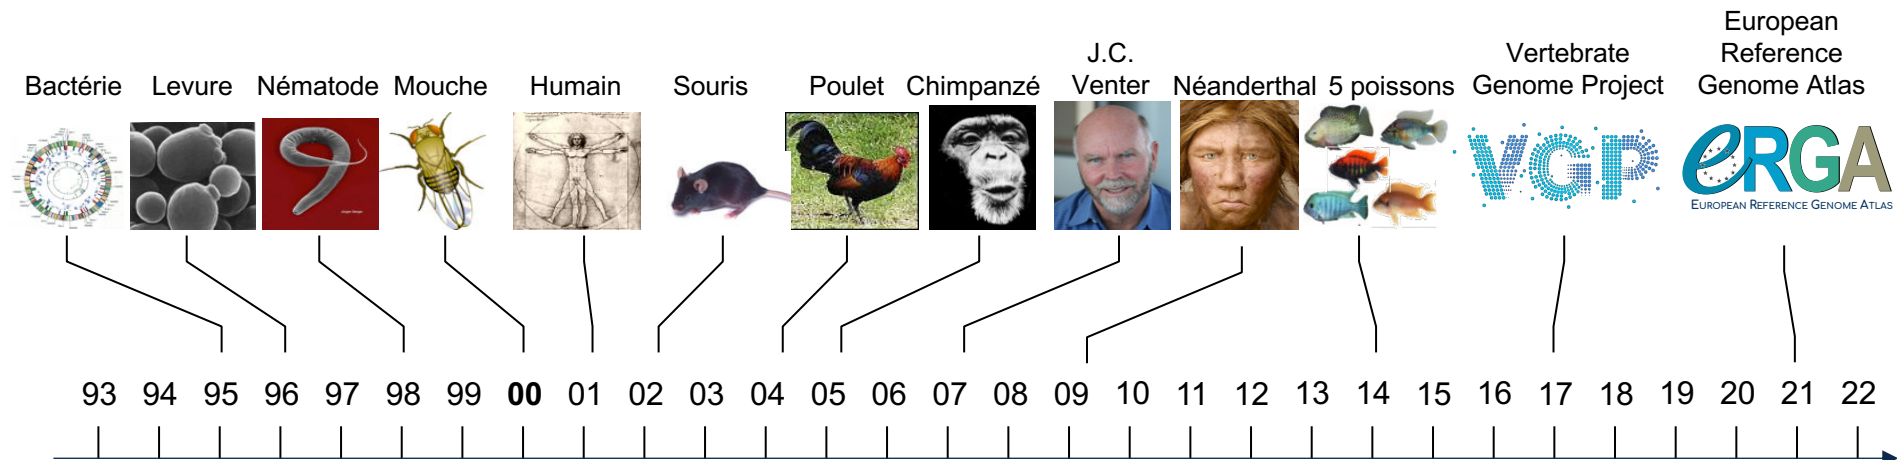 European
J.C.
Vertebrate
Reference
Bactérie Levure Nématode Mouche Humain Souris Poulet Chimpanzé Venter Néanderthal 5 poissons Genome Project Genome Atlas
VGP
eRGA
EUROPEAN REFERENCE GENOME ATLAS
93 94 95 96 97 98 99 00 01 02 03 04 05 06 07 08 09 10 11 12 13 14 15 16 17 18 19 20 21 22